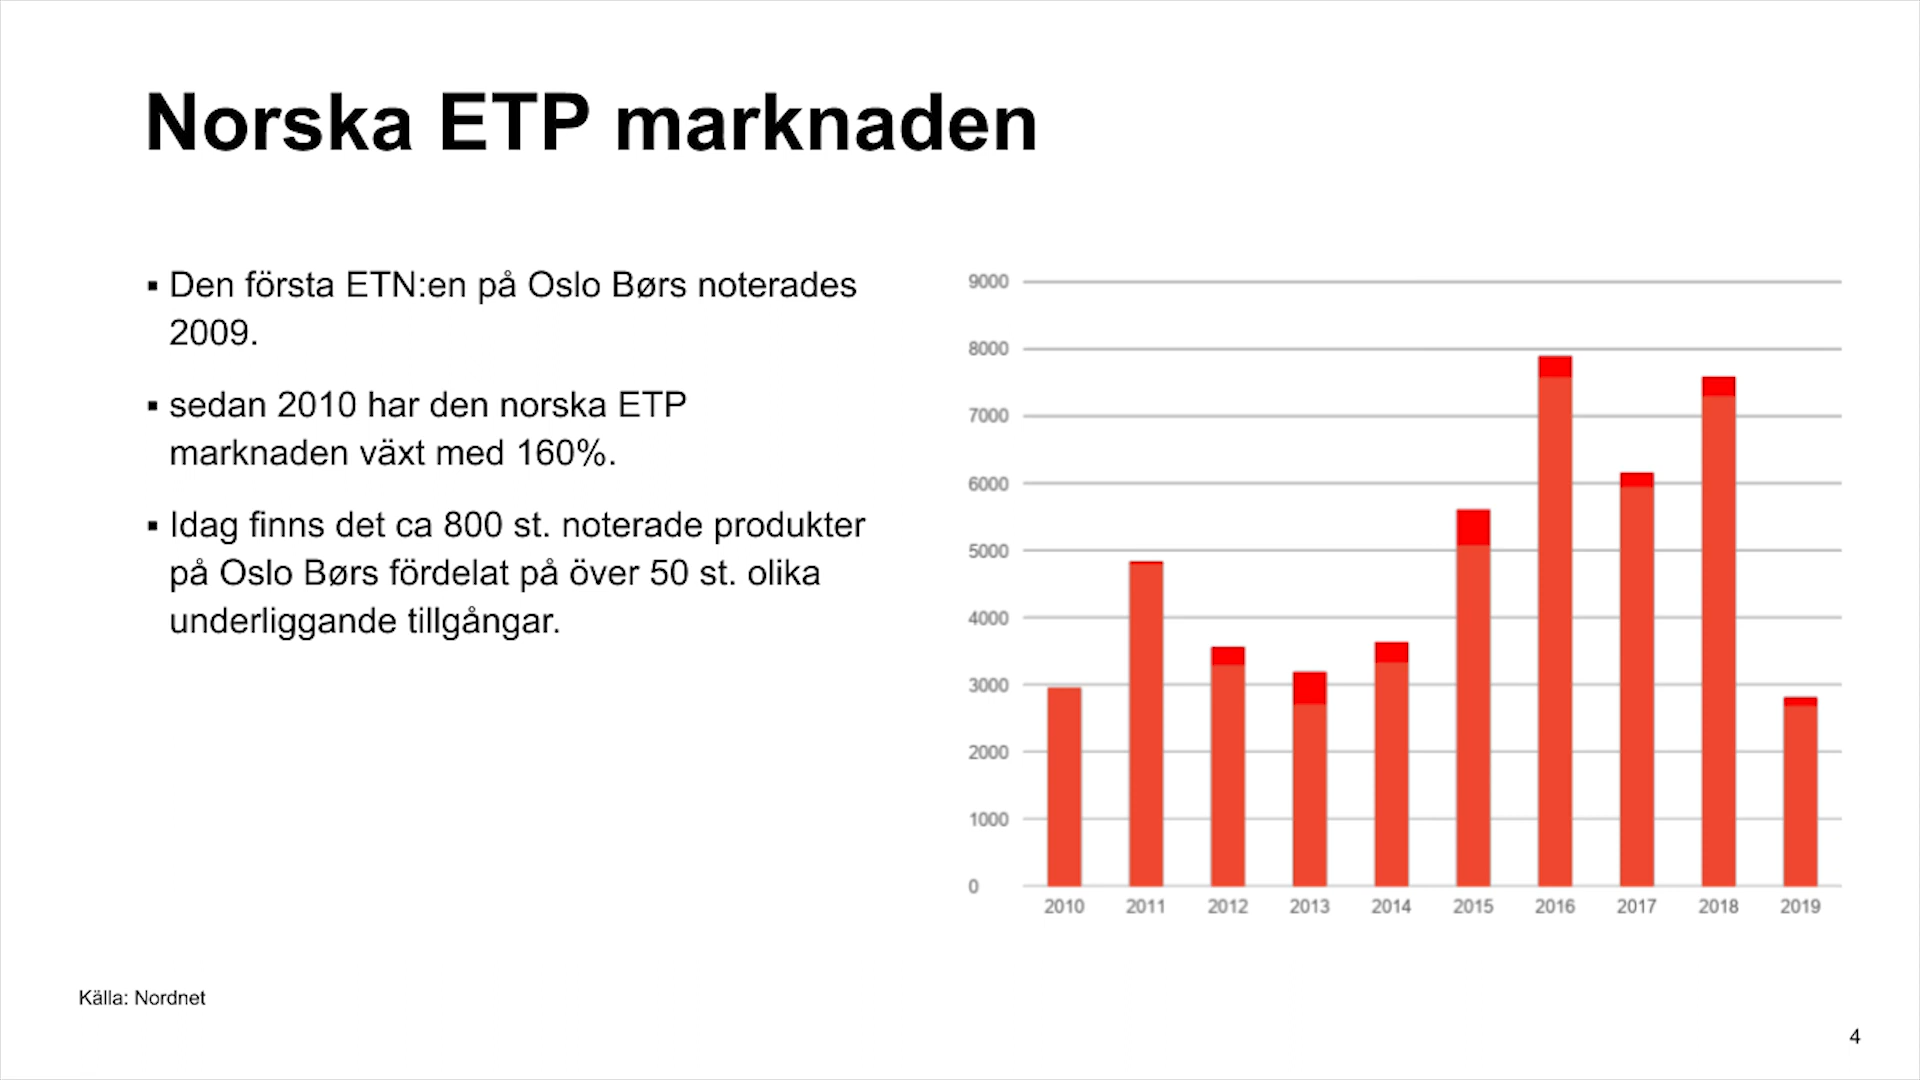 Norska ETP marknaden
▪ Den första ETN:en på Oslo Børs noterades
2009.
▪ sedan 2010 har den norska ETP
marknaden växt med 160%.
▪ Idag finns det ca 800 st. noterade produkter
på Oslo Børs fördelat på över 50 st. olika
underliggande tillgångar.
9000
8000
7000
6000
5000
4000
3000
2000
1000
0
2010 2011 2012 2013 2014 2015 2016 2017 2018 2019
Källa: Nordnet
4